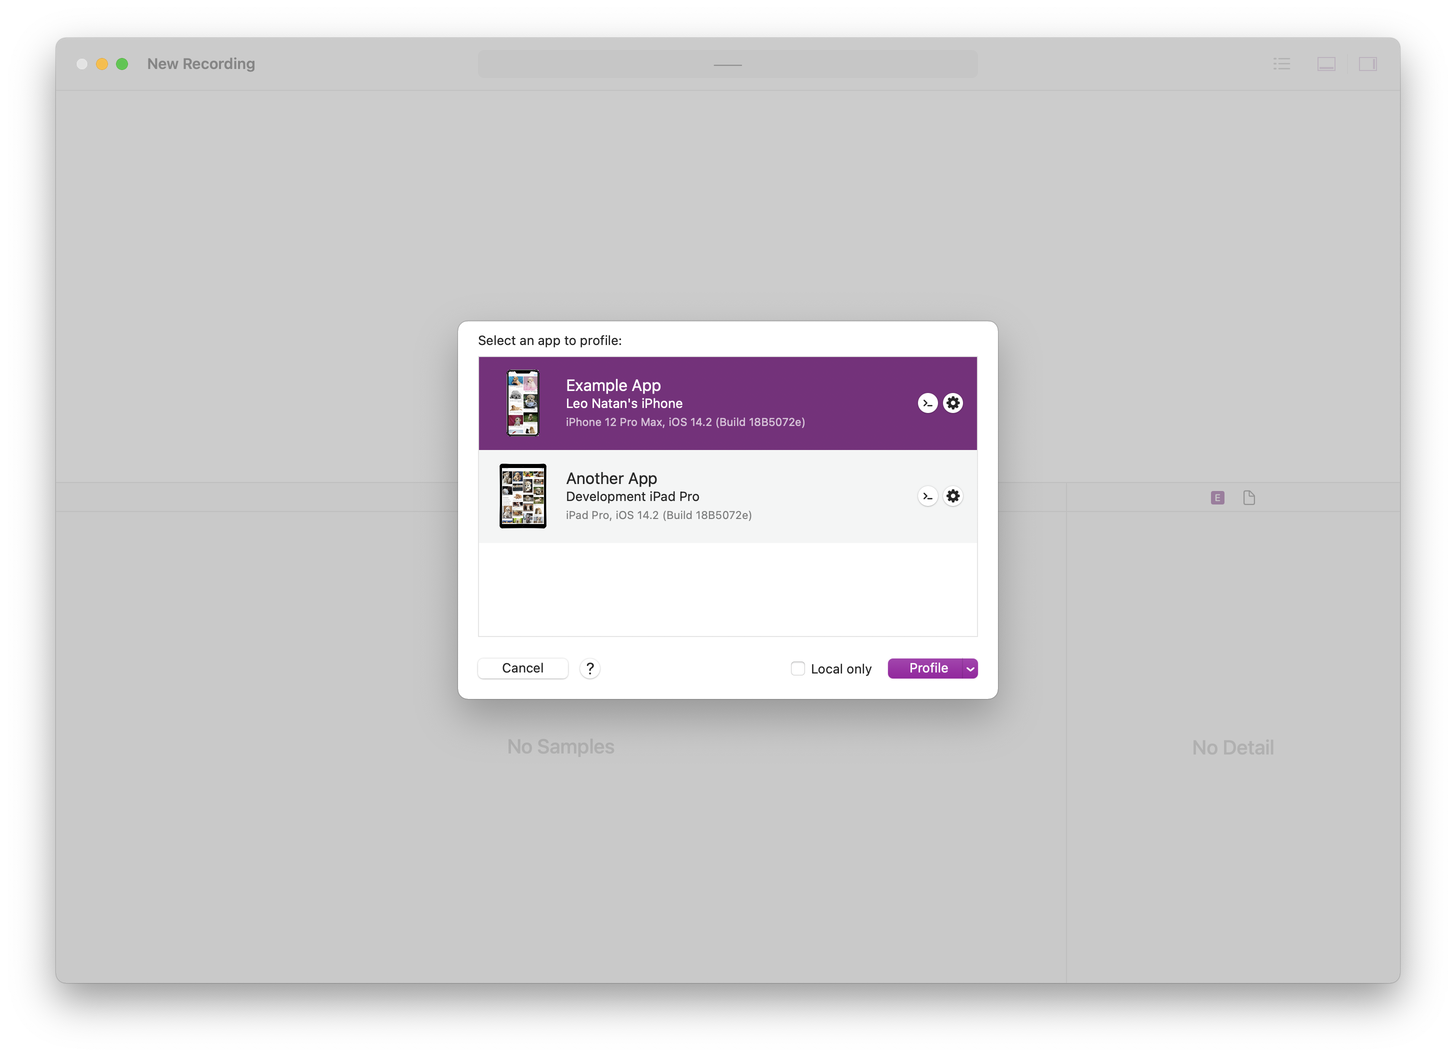 New Recording
Select an app to profile:
Example App
Leo Natan's iPhone
iPhone 12 Pro Max, iOS 14.2 (Build 18B5072e)
Another App
Development iPad Pro
iPad Pro, iOS 14.2 (Build 18B5072e)
E
Cancel
?
Local only
Profile
No Samples
No Detail